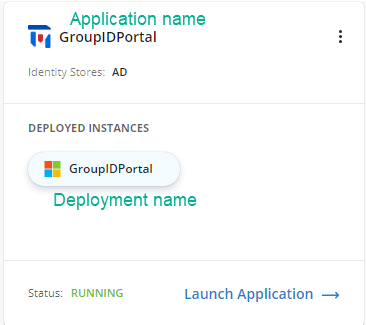 Application name
GroupIDPortal
Identity Stores: AD
DEPLOYED INSTANCES
GroupIDPortal
Deployment name
Status: RUNNING
Launch Application →